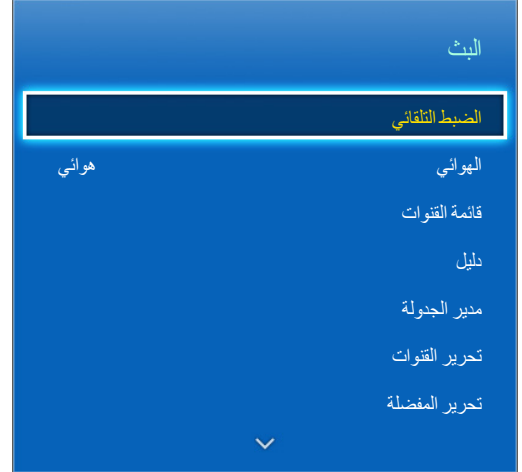 البث
الضبط التلقائي
الهوائي هوائي
قائمة القنوات
دليل
مدير الجدولة
تحرير القنوات
تحرير المفضلة